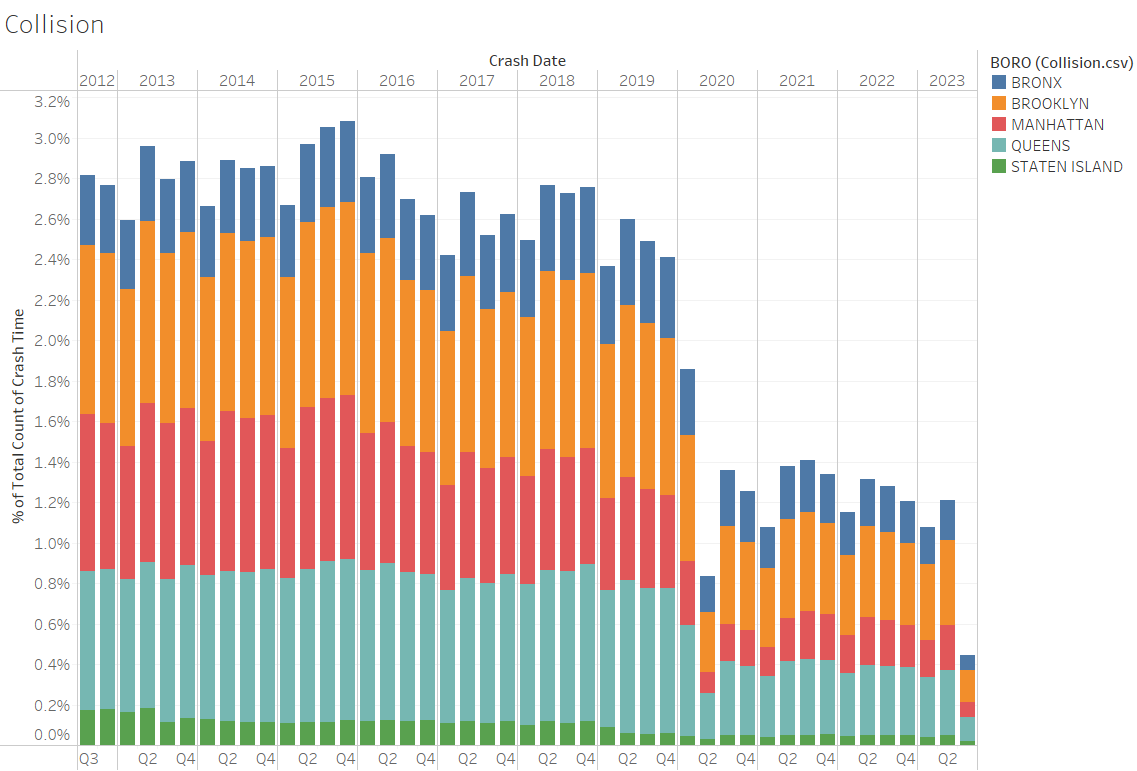 Collision
Crash Date
2012 2013 2014 2015 2016 2017 2018 2019 2020 2021 2022 2023
3.2%
3.0%
2.8%
2.6%
2.4%
2.2%
2.0%
1.8%
1.6%
1.4%
1.2%
1.0%
0.8%
0.6%
0.4%
0.2%
0.0%
% of Total Count of Crash Time
Q3 Q2 Q4 Q2 Q4 Q2 Q4 Q2 Q4 Q2 Q4 Q2 Q4 Q2 Q4 Q2 Q4 Q2 Q4 Q2 Q4 Q2
BORO (Collision.csv)
BRONX
BROOKLYN
MANHATTAN
QUEENS
STATEN ISLAND